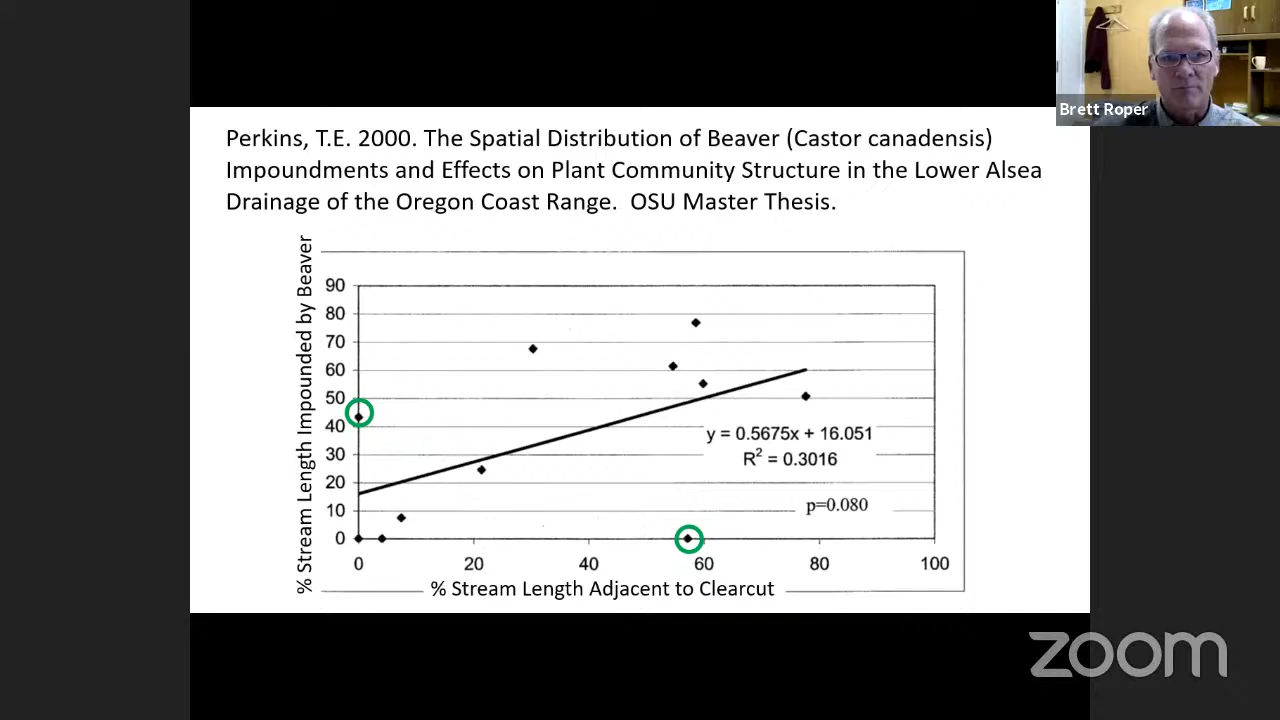 Brett Roper
Perkins, T.E. 2000. The Spatial Distribution of Beaver (Castor canadensis)
Impoundments and Effects on Plant Community Structure in the Lower Alsea
Drainage of the Oregon Coast Range. OSU Master Thesis.
% Stream Length Impounded by Beaver
90
80
70
60
50
40
30
20
10
0
y = 0.5675x + 16.051
R² = 0.3016
p=0.080
0 20 40 60 80 100
% Stream Length Adjacent to Clearcut
zoom